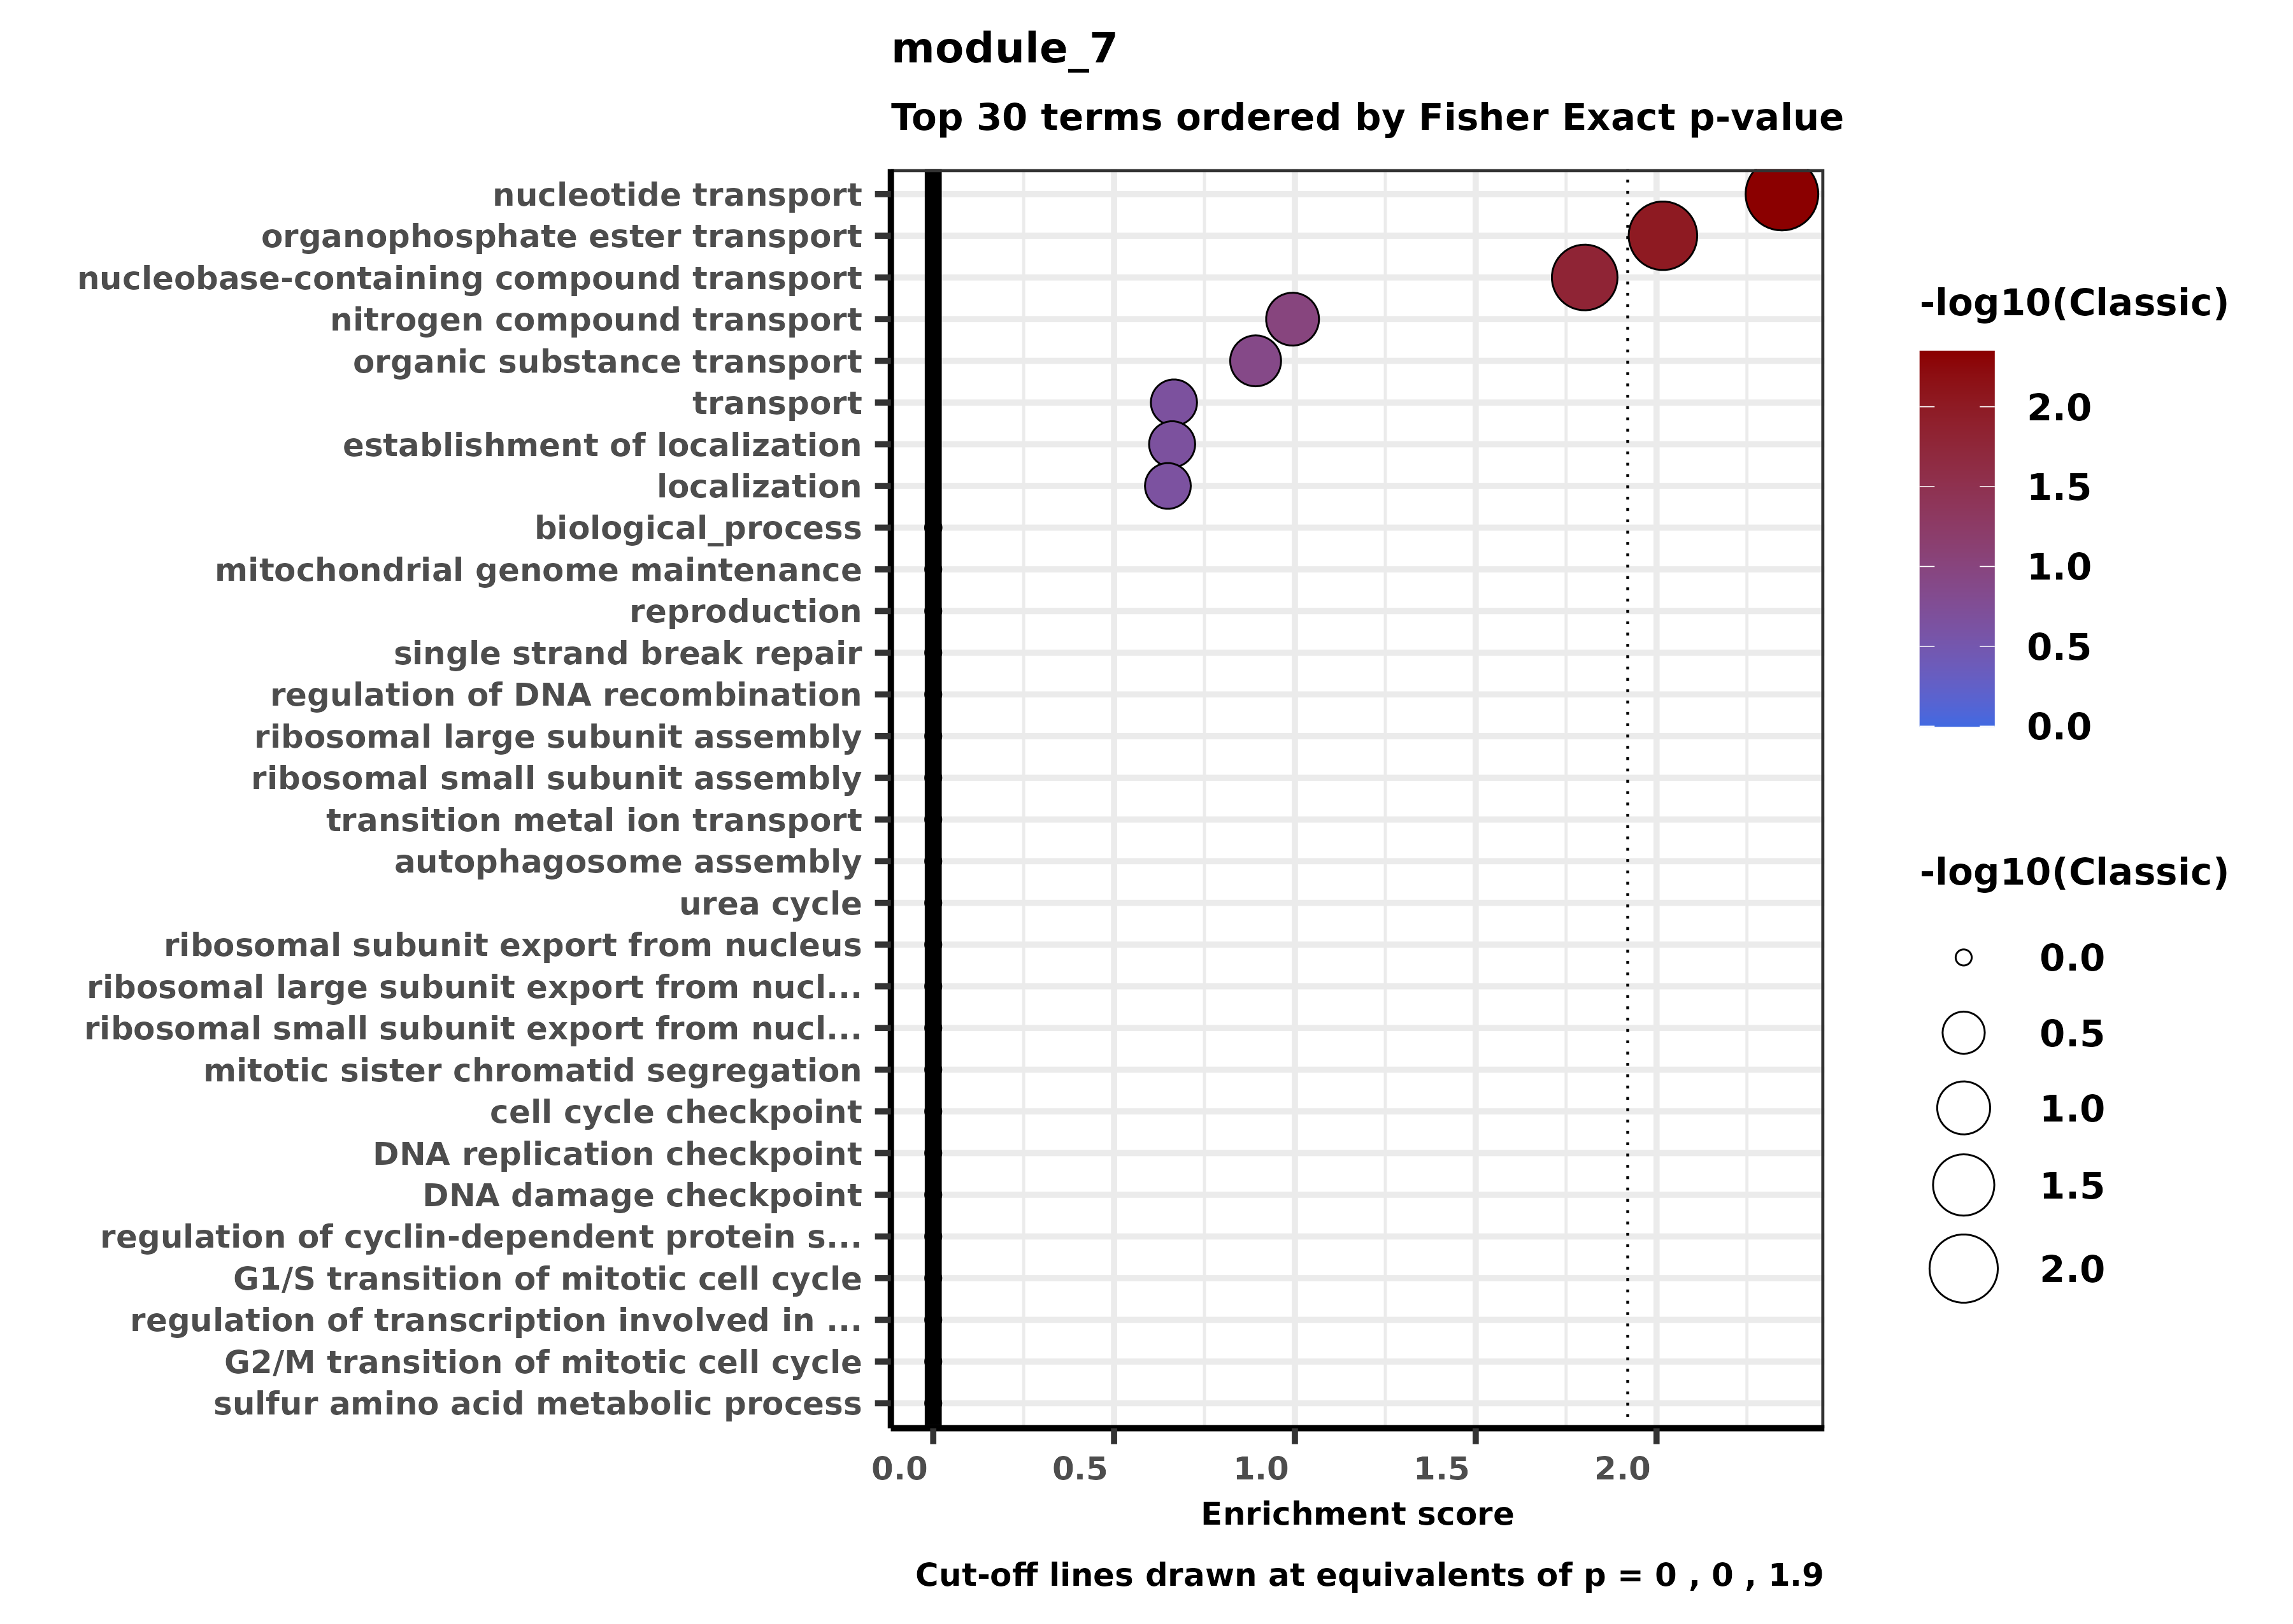 module_7
Top 30 terms ordered by Fisher Exact p-value
nucleotide transport
organophosphate ester transport
nucleobase-containing compound transport
nitrogen compound transport
organic substance transport
transport
establishment of localization
localization
biological_process
mitochondrial genome maintenance
reproduction
single strand break repair
regulation of DNA recombination
ribosomal large subunit assembly
ribosomal small subunit assembly
transition metal ion transport
autophagosome assembly
urea cycle
ribosomal subunit export from nucleus
ribosomal large subunit export from nucl...
ribosomal small subunit export from nucl...
mitotic sister chromatid segregation
cell cycle checkpoint
DNA replication checkpoint
DNA damage checkpoint
regulation of cyclin-dependent protein s...
G1/S transition of mitotic cell cycle
regulation of transcription involved in ...
G2/M transition of mitotic cell cycle
sulfur amino acid metabolic process
0.0 0.5 1.0 1.5 2.0
Enrichment score
Cut-off lines drawn at equivalents of p = 0 , 0 , 1.9
-log10(Classic)
2.0
1.5
1.0
0.5
0.0
-log10(Classic)
0.0
0.5
1.0
1.5
2.0